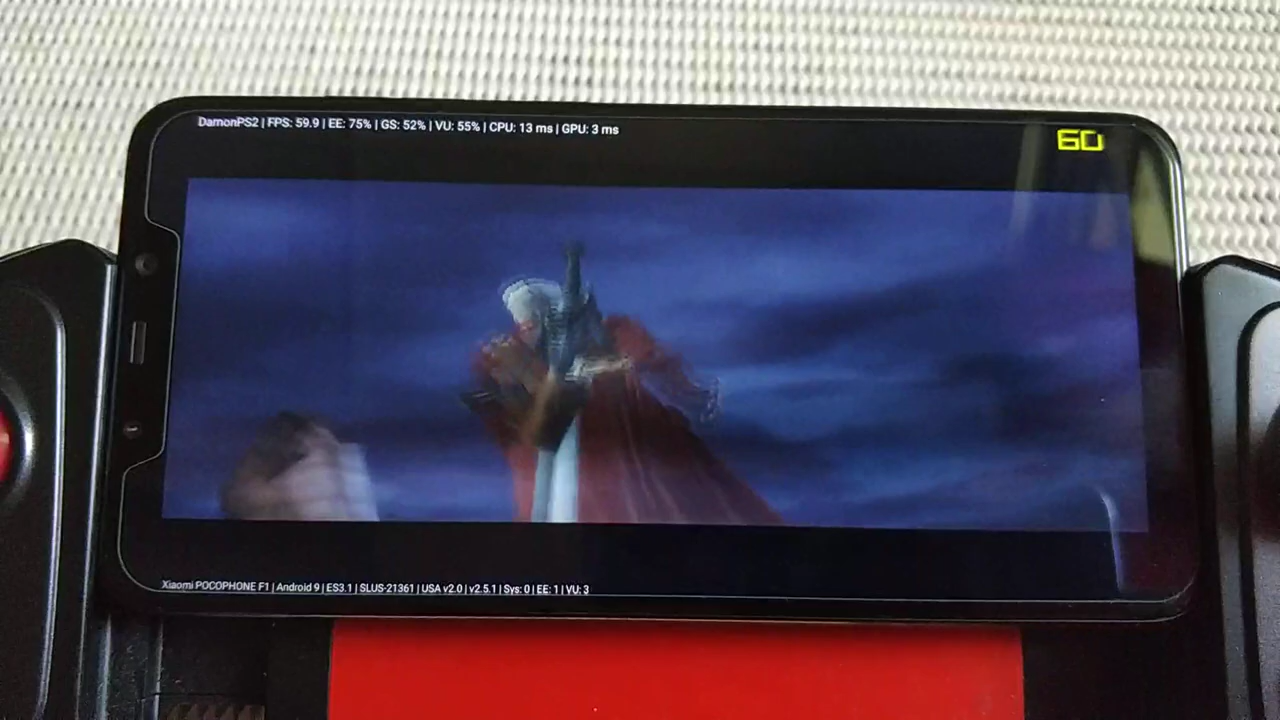 DamonPS2 | FPS: 59.9 | EE: 75% | GS: 52% | VU: 55% | CPU: 13 ms | GPU: 3 ms
60
Xiaomi POCOPHONE F1 | Android 9 | ES3.1 | SLUS-21361 | USA v2.0 | v2.5.1 | Sys: 0 | EE: 1 | VU: 3